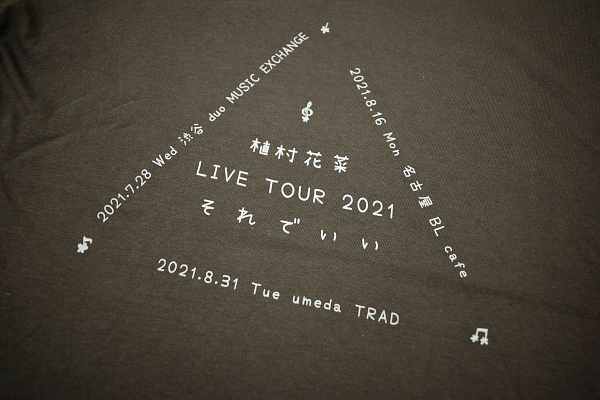 2021.7.28 Wed 渋谷 duo MUSIC EXCHANGE
2021.8.16 Mon 名古屋 BL cafe
植村花菜
LIVE TOUR 2021
それでいい
2021.8.31 Tue umeda TRAD